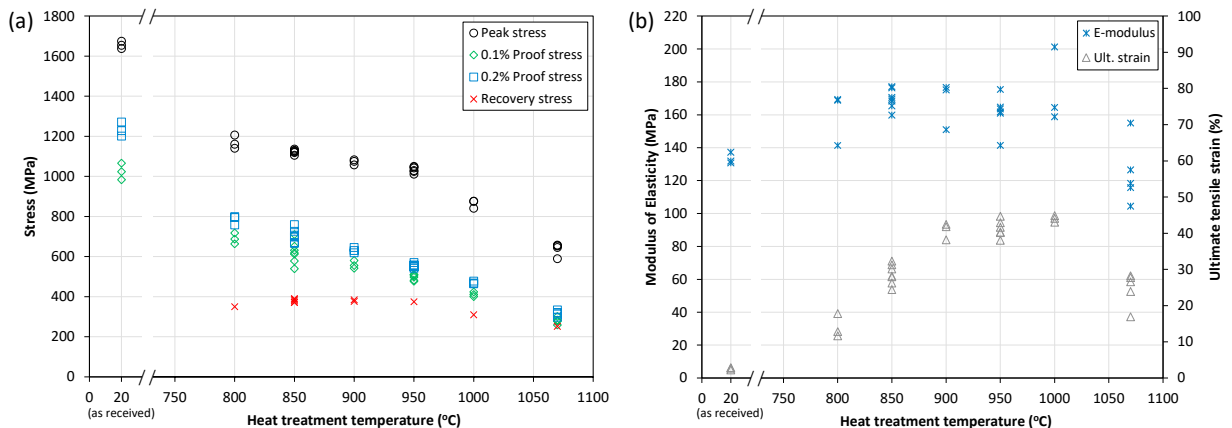 (a)
Stress (MPa)
1800
1600
1400
1200
1000
800
600
400
200
0
Peak stress
0.1% Proof stress
0.2% Proof stress
Recovery stress
0 20 750 800 850 900 950 1000 1050 1100
(as received)
Heat treatment temperature (oC)
(b)
Modulus of Elasticity (MPa)
220
200
180
160
140
120
100
80
60
40
20
0
E-modulus
Ult. strain
100
90
80
70
60
50
40
30
20
10
0
Ultimate tensile strain (%)
0 20 750 800 850 900 950 1000 1050 1100
(as received)
Heat treatment temperature (oC)